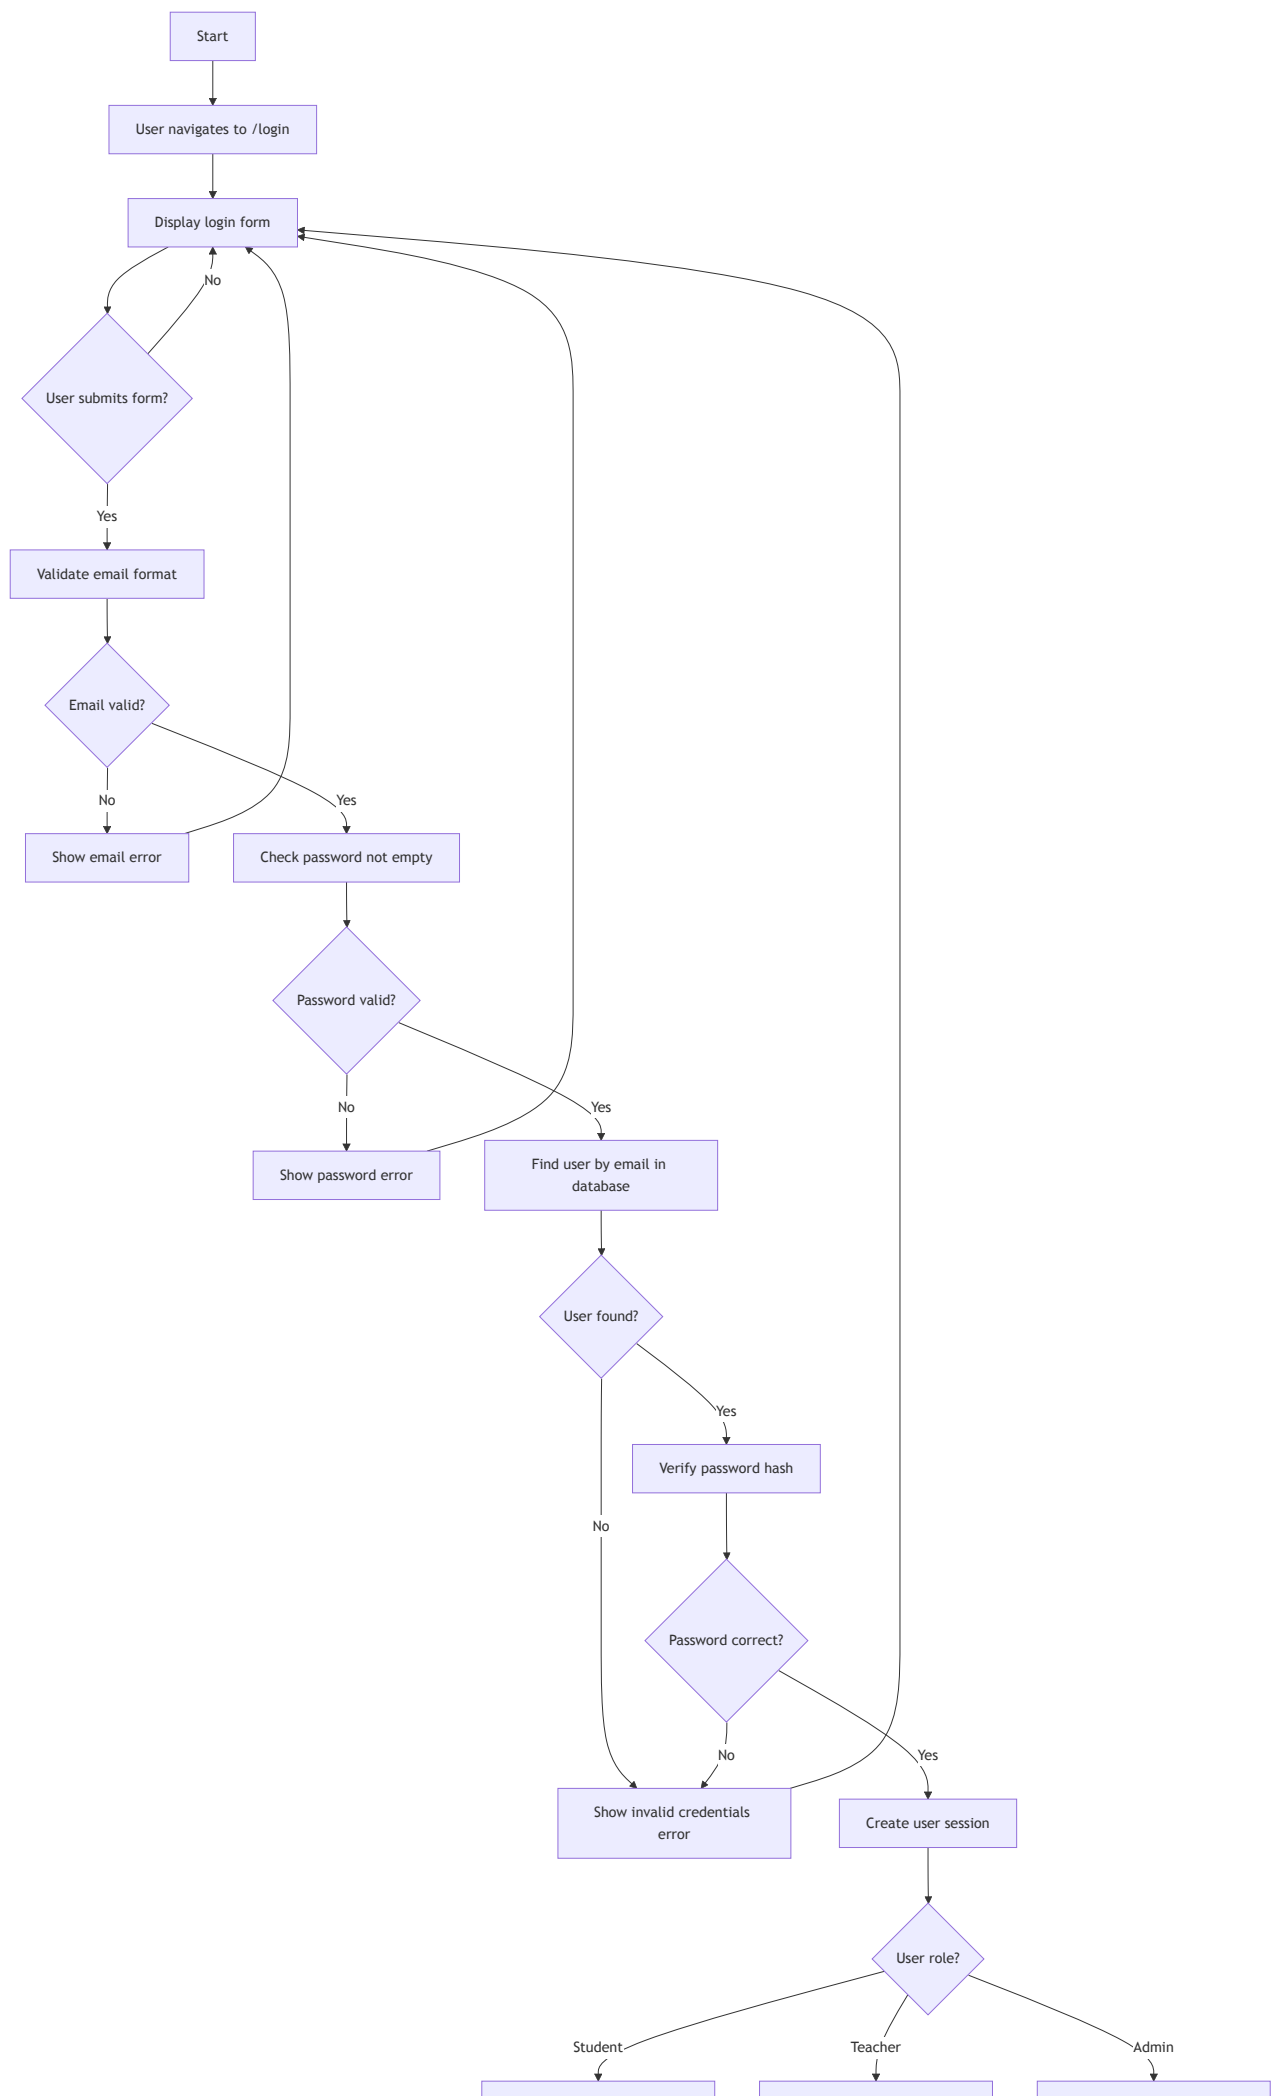 Start
User navigates to /login
Display login form
No
User submits form?
Yes
Validate email format
Email valid?
No
Yes
Show email error
Check password not empty
Password valid?
No
Yes
Show password error
Find user by email in
database
User found?
Yes
Verify password hash
No
Password correct?
No
Yes
Show invalid credentials
error
Create user session
User role?
Student
Teacher
Admin